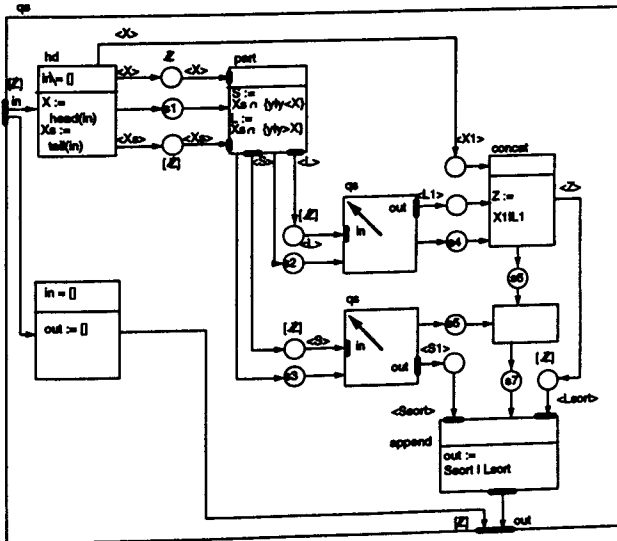 qs
<X>
hd
part
[Z]
in
in\= []
<X>
Z
<X>
X :=
head(in)
Xs :=
tail(in)
s1
S :=
Xs ∩ {y|y<X}
L :=
Xs ∩ {y|y>X}
<Xs>
<Xs>
[Z]
<S>
<L>
<X1>
concat
<Z>
qs
out
<L1>
Z :=
X1||L1
[Z]
in
<L>
s2
s4
s6
in = []
out := []
qs
[Z]
<S>
in
s5
out
<S1>
s3
[Z]
s7
<Ssort>
<Lsort>
append
out :=
Ssort | Lsort
[Z]
out